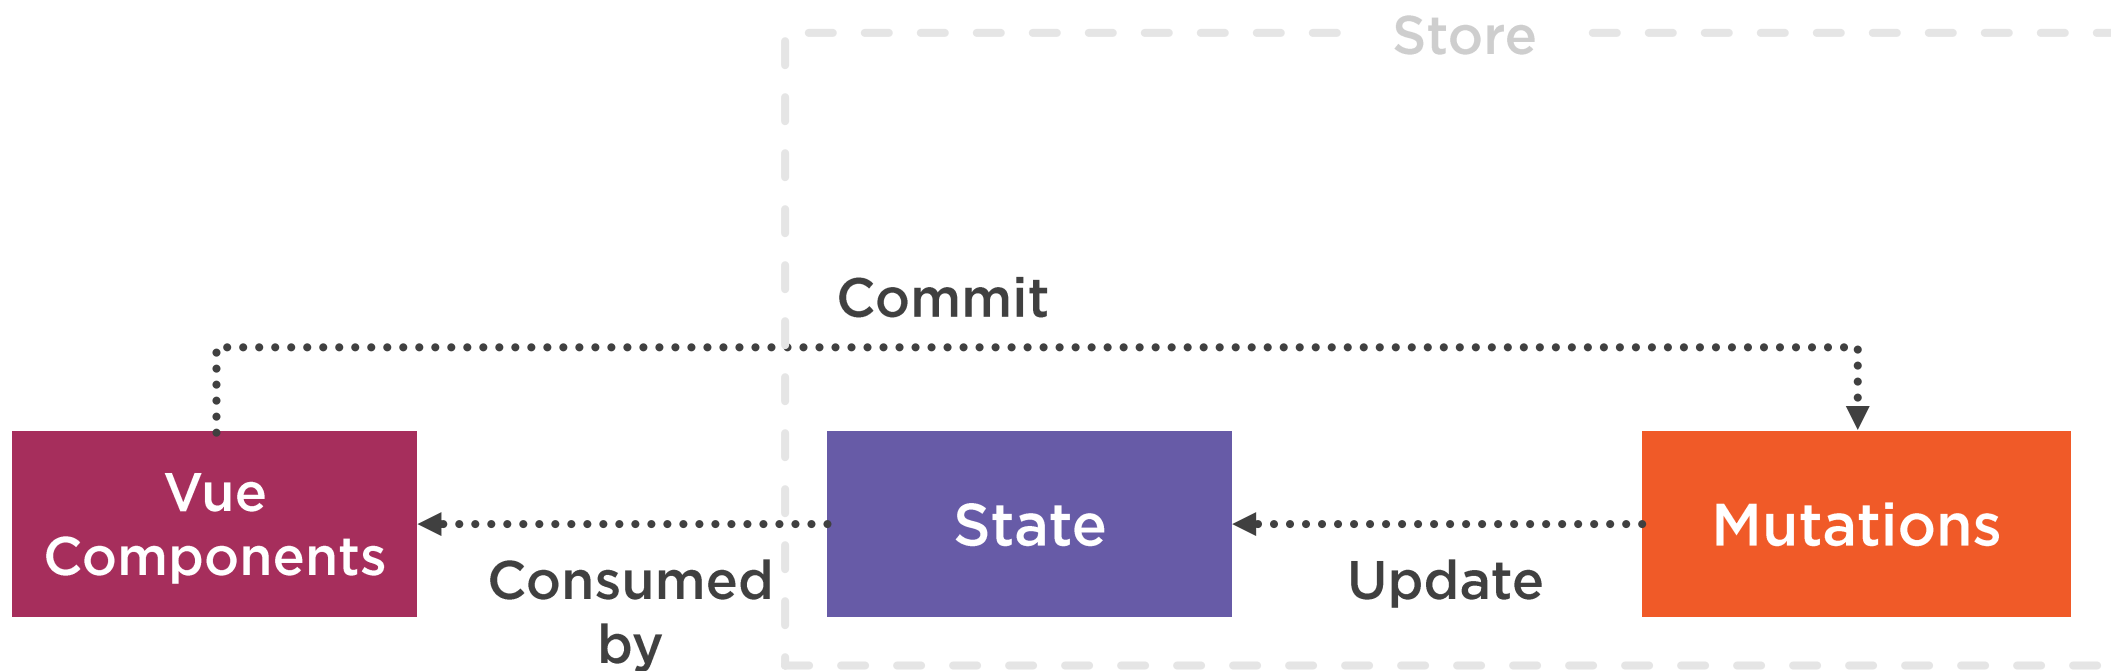 Store
Commit
Vue
Components
State
Mutations
Consumed
by
Update